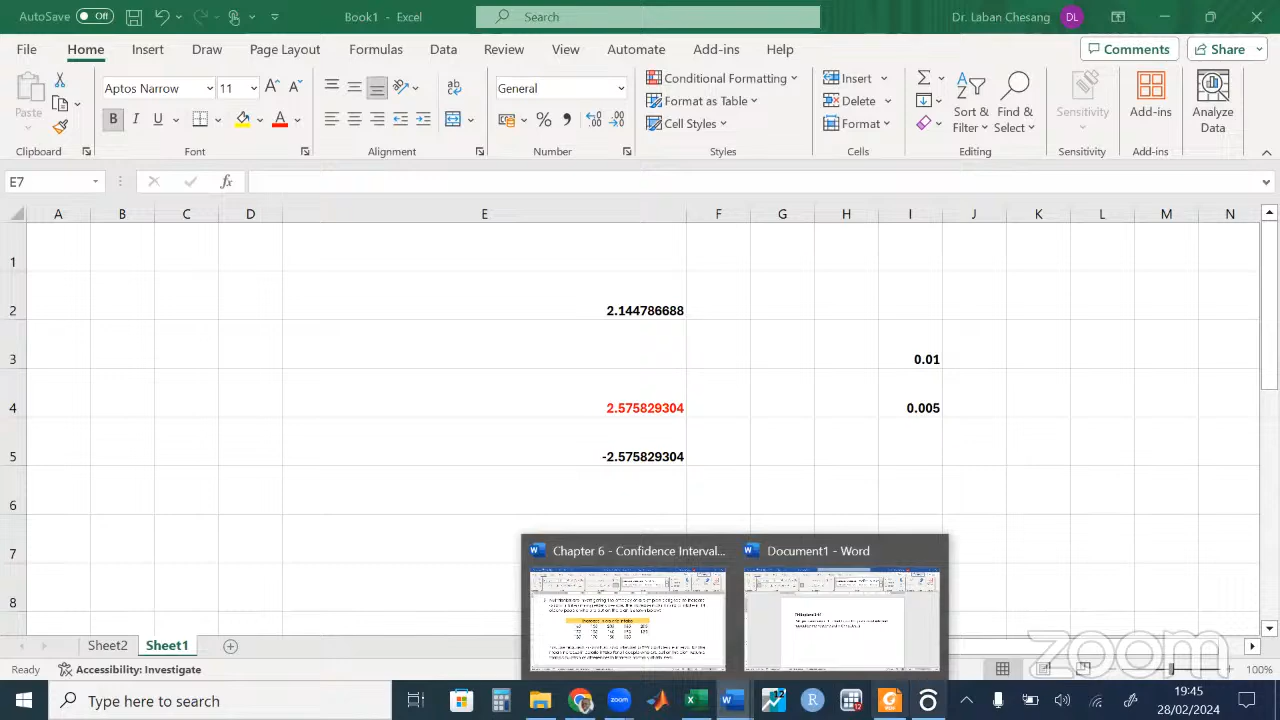 AutoSave Off Book1 - Excel Search Dr. Laban Chesang DL
File Home Insert Draw Page Layout Formulas Data Review View Automate Add-ins Help Comments Share
Paste
Aptos Narrow 11
B I U
General
Conditional Formatting
Format as Table
Cell Styles
Insert
Delete
Format
Sort & Filter
Find & Select
Sensitivity
Add-ins
Analyze Data
Clipboard Font Alignment Number Styles Cells Editing Sensitivity Add-ins
E7 fx
A B C D E F G H I J K L M N
1
2 2.144786688
3 0.01
4 2.575829304 0.005
5 -2.575829304
6
7
8
Chapter 6 - Confidence Interval... Document1 - Word
Sheet2 Sheet1
zoom
Ready Accessibility: Investigate 100%
Type here to search
19:45
28/02/2024